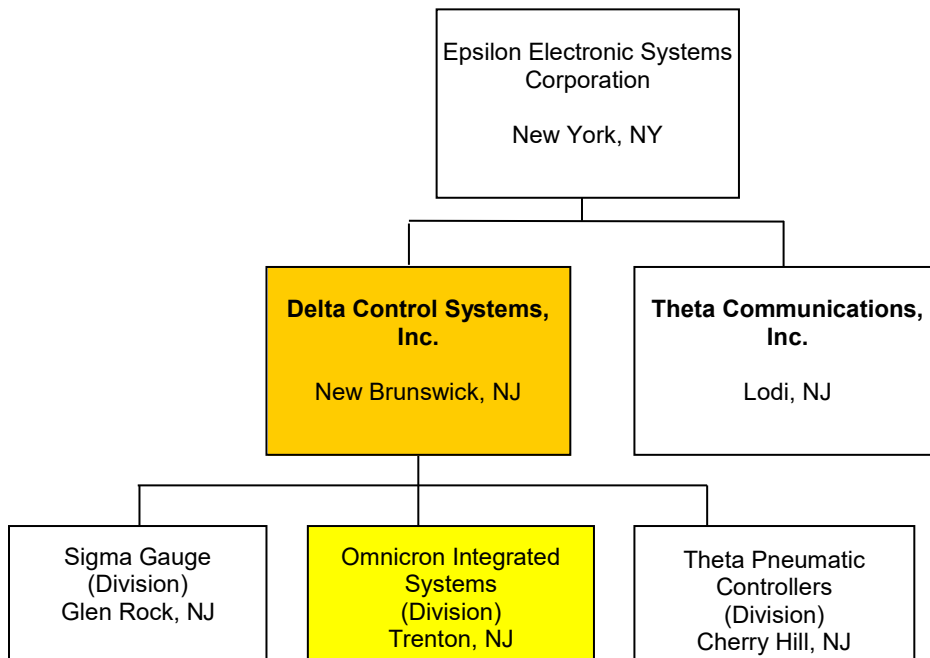 Epsilon Electronic Systems
Corporation
New York, NY
Delta Control Systems,
Inc.
New Brunswick, NJ
Theta Communications,
Inc.
Lodi, NJ
Sigma Gauge
(Division)
Glen Rock, NJ
Omnicron Integrated
Systems
(Division)
Trenton, NJ
Theta Pneumatic
Controllers
(Division)
Cherry Hill, NJ